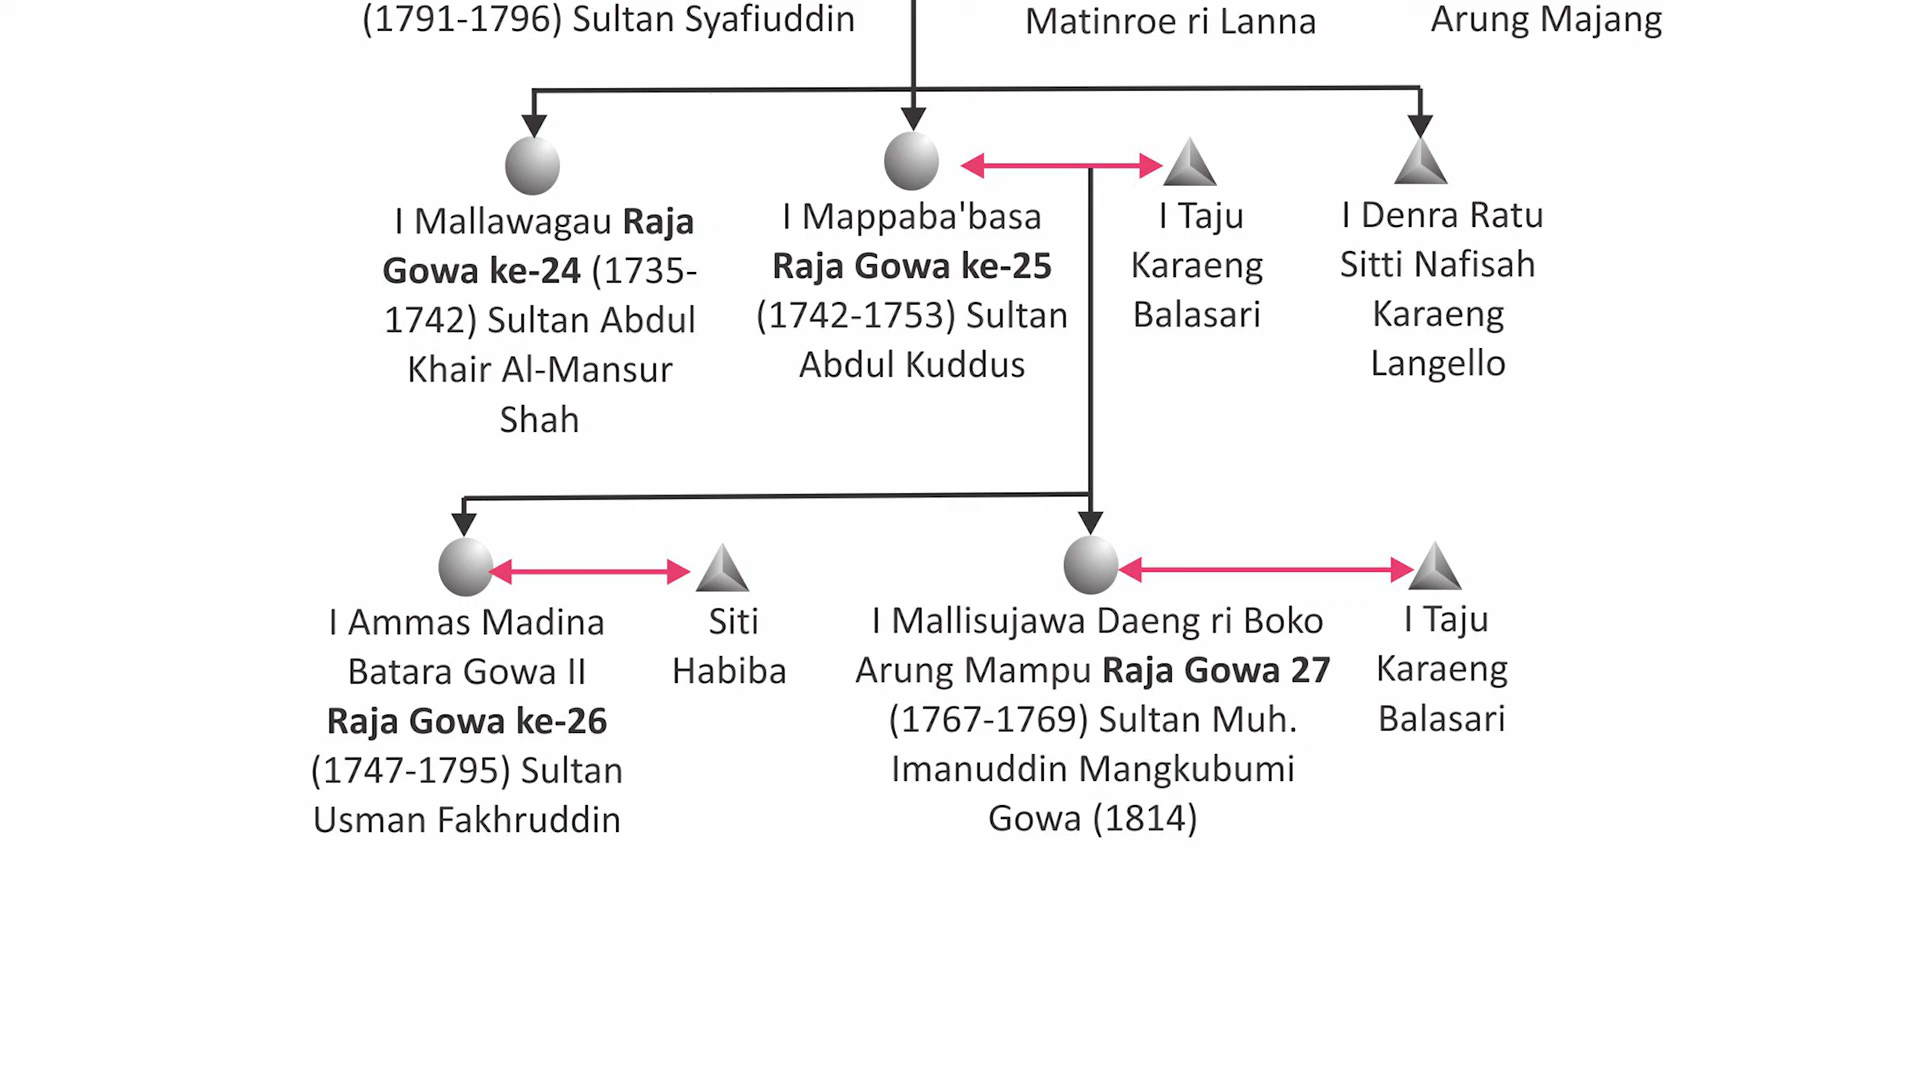 (1791-1796) Sultan Syafiuddin
Matinroe ri Lanna
Arung Majang
I Mallawagau Raja
Gowa ke-24 (1735-
1742) Sultan Abdul
Khair Al-Mansur
Shah
I Mappaba'basa
Raja Gowa ke-25
(1742-1753) Sultan
Abdul Kuddus
I Taju
Karaeng
Balasari
I Denra Ratu
Sitti Nafisah
Karaeng
Langello
I Ammas Madina
Batara Gowa II
Raja Gowa ke-26
(1747-1795) Sultan
Usman Fakhruddin
Siti
Habiba
I Mallisujawa Daeng ri Boko
Arung Mampu Raja Gowa 27
(1767-1769) Sultan Muh.
Imanuddin Mangkubumi
Gowa (1814)
I Taju
Karaeng
Balasari